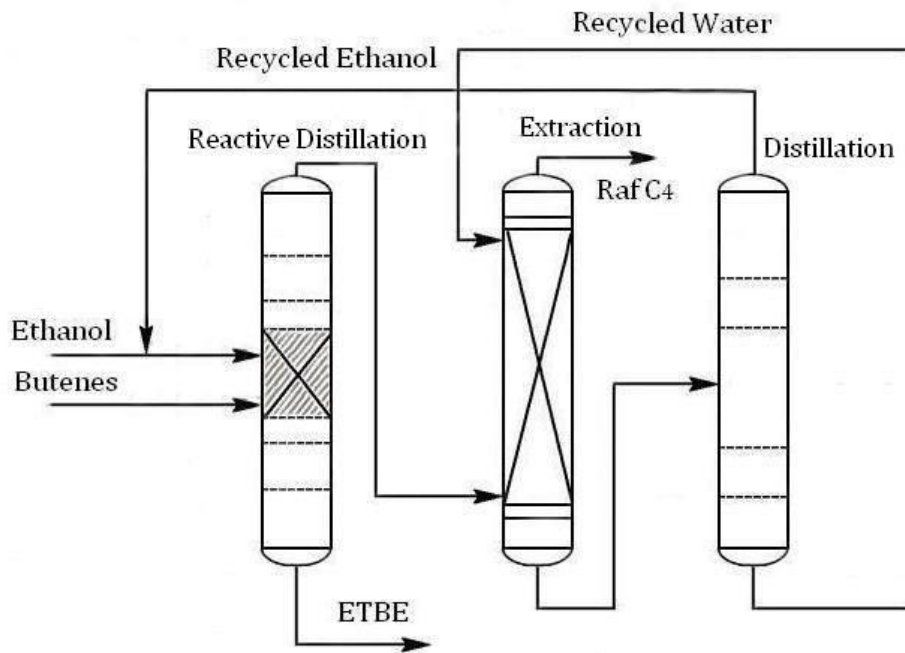 Recycled Water
Recycled Ethanol
Reactive Distillation
Extraction
Distillation
Raf C4
Ethanol
Butenes
ETBE